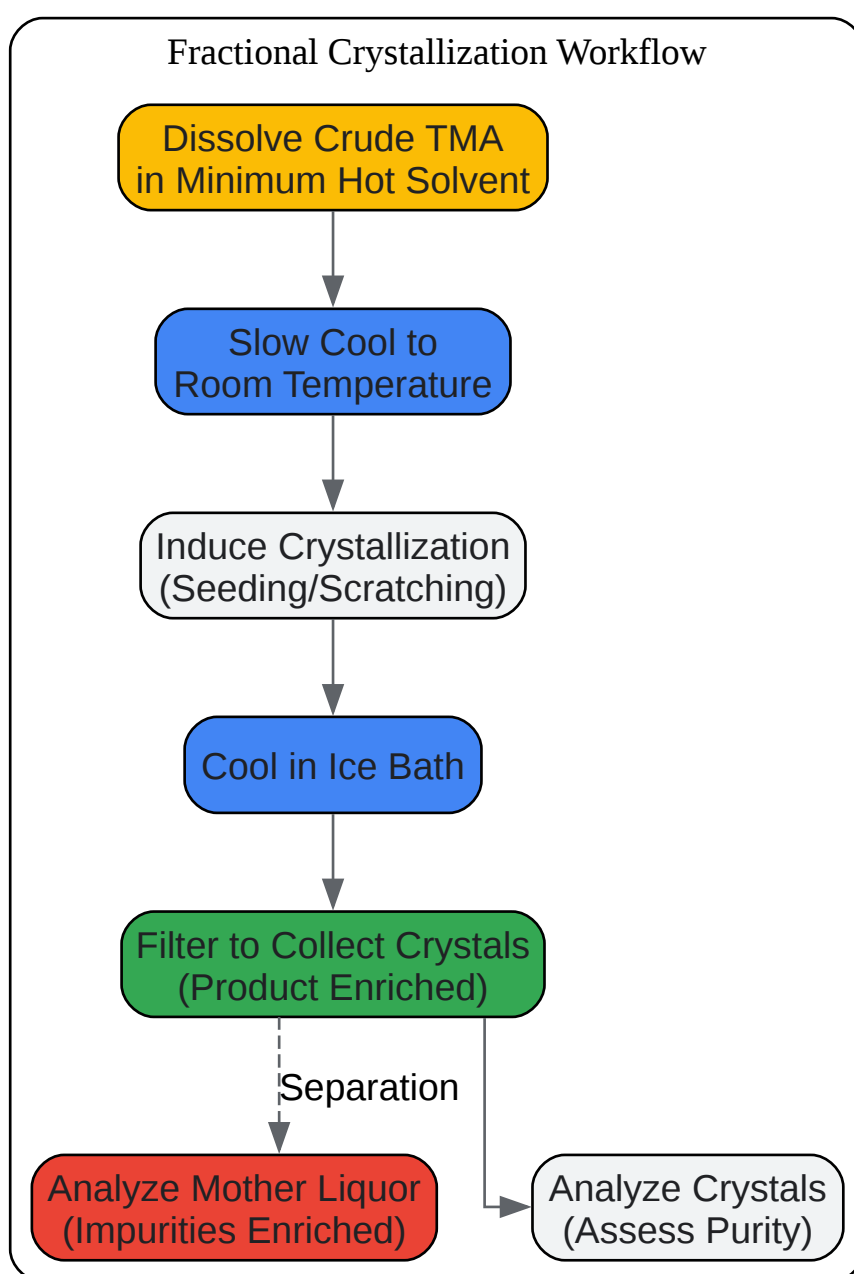 Fractional Crystallization Workflow
Dissolve Crude TMA
in Minimum Hot Solvent
Slow Cool to
Room Temperature
Induce Crystallization
(Seeding/Scratching)
Cool in Ice Bath
Filter to Collect Crystals
(Product Enriched)
Separation
Analyze Mother Liquor
(Impurities Enriched)
Analyze Crystals
(Assess Purity)